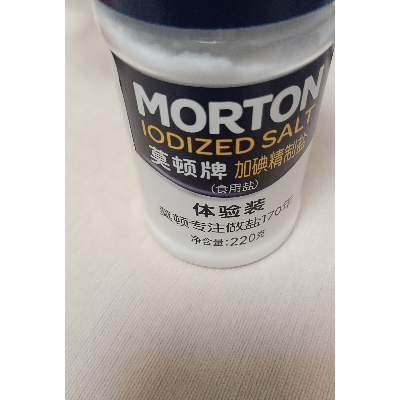 MORTON
IODIZED SALT
莫顿牌 加碘精制盐
(食用盐)
体验装
莫顿专注做盐170年
净含量:220克